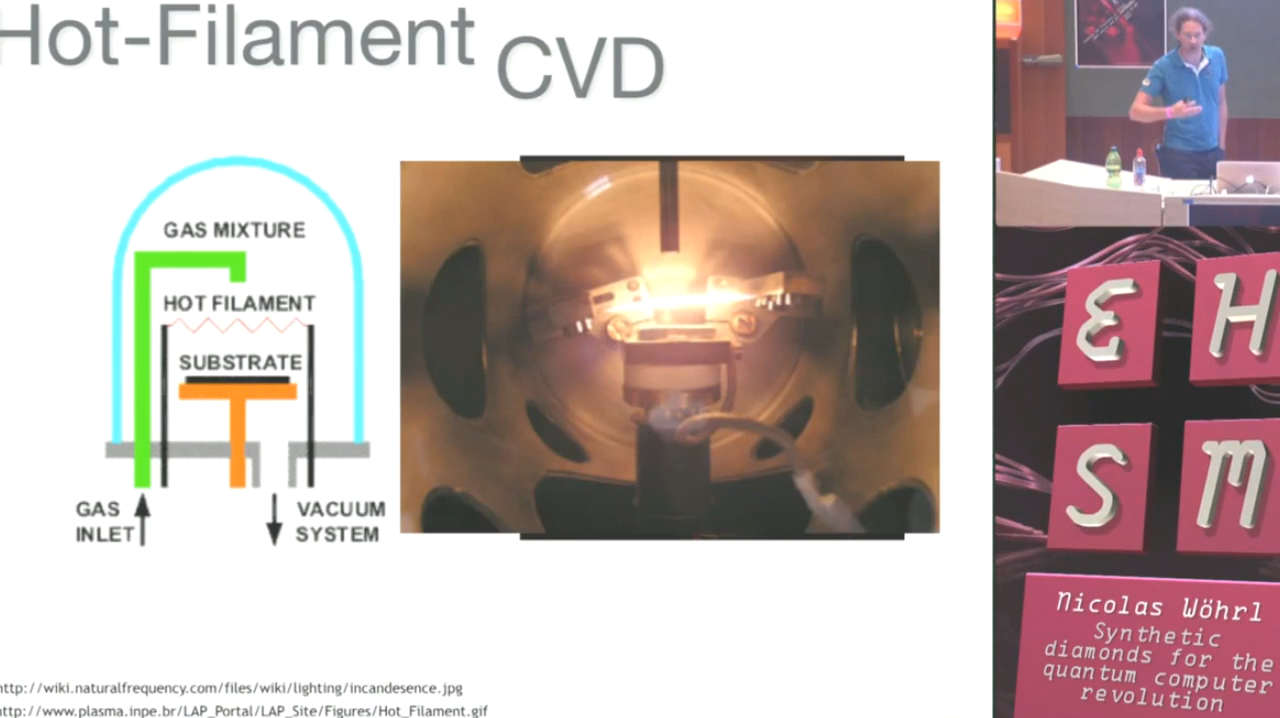 Hot-Filament CVD
GAS MIXTURE
HOT FILAMENT
SUBSTRATE
GAS
INLET
VACUUM
SYSTEM
http://wiki.naturalfrequency.com/files/wiki/lighting/incandesence.jpg
http://www.plasma.inpe.br/LAP_Portal/LAP_Site/Figures/Hot_Filament.gif
E H
S M
Nicolas Wöhrl
Synthetic
diamonds for the
quantum computer
revolution